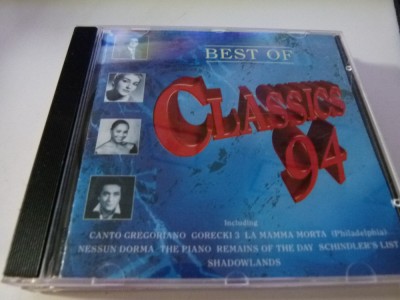 BEST OF
CLASSICS
94
Including
CANTO GREGORIANO GORECKI 3 LA MAMMA MORTA (Philadelphia)
NESSUN DORMA THE PIANO REMAINS OF THE DAY SCHINDLER'S LIST
SHADOWLANDS